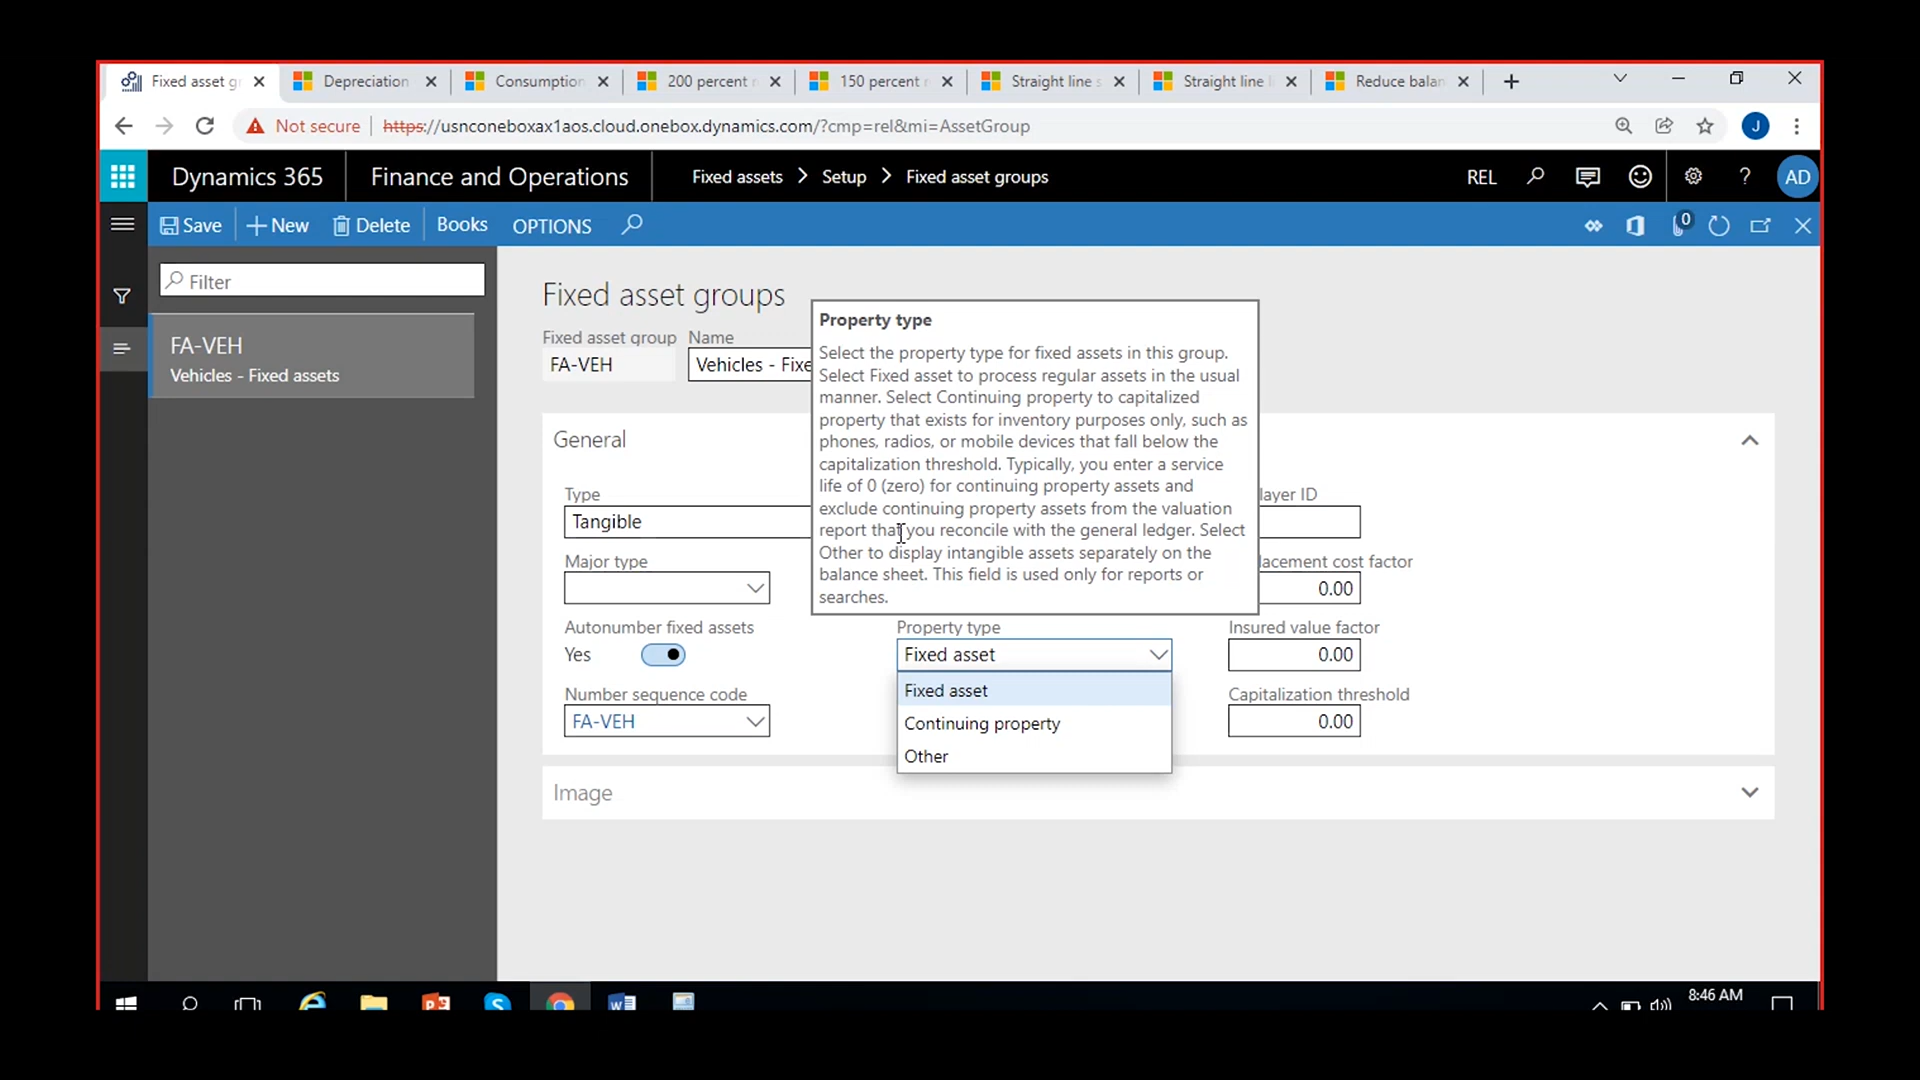 Fixed asset gr
Depreciation
Consumption
200 percent r
150 percent r
Straight line s
Straight line l
Reduce balan
Not secure https://usnconeboxax1aos.cloud.onebox.dynamics.com/?cmp=rel&mi=AssetGroup J
Dynamics 365 Finance and Operations Fixed assets > Setup > Fixed asset groups REL ? AD
Save New Delete Books OPTIONS 0
Filter
FA-VEH
Vehicles - Fixed assets
Fixed asset groups
Fixed asset group Name
FA-VEH Vehicles - Fixe
Property type
Select the property type for fixed assets in this group.
Select Fixed asset to process regular assets in the usual
manner. Select Continuing property to capitalized
property that exists for inventory purposes only, such as
phones, radios, or mobile devices that fall below the
capitalization threshold. Typically, you enter a service
life of 0 (zero) for continuing property assets and
exclude continuing property assets from the valuation
report that you reconcile with the general ledger. Select
Other to display intangible assets separately on the
balance sheet. This field is used only for reports or
searches.
General
Type
Tangible
Major type
Autonumber fixed assets
Yes
Number sequence code
FA-VEH
Property type
Fixed asset
Fixed asset
Continuing property
Other
layer ID
lacement cost factor
0.00
Insured value factor
0.00
Capitalization threshold
0.00
Image
8:46 AM